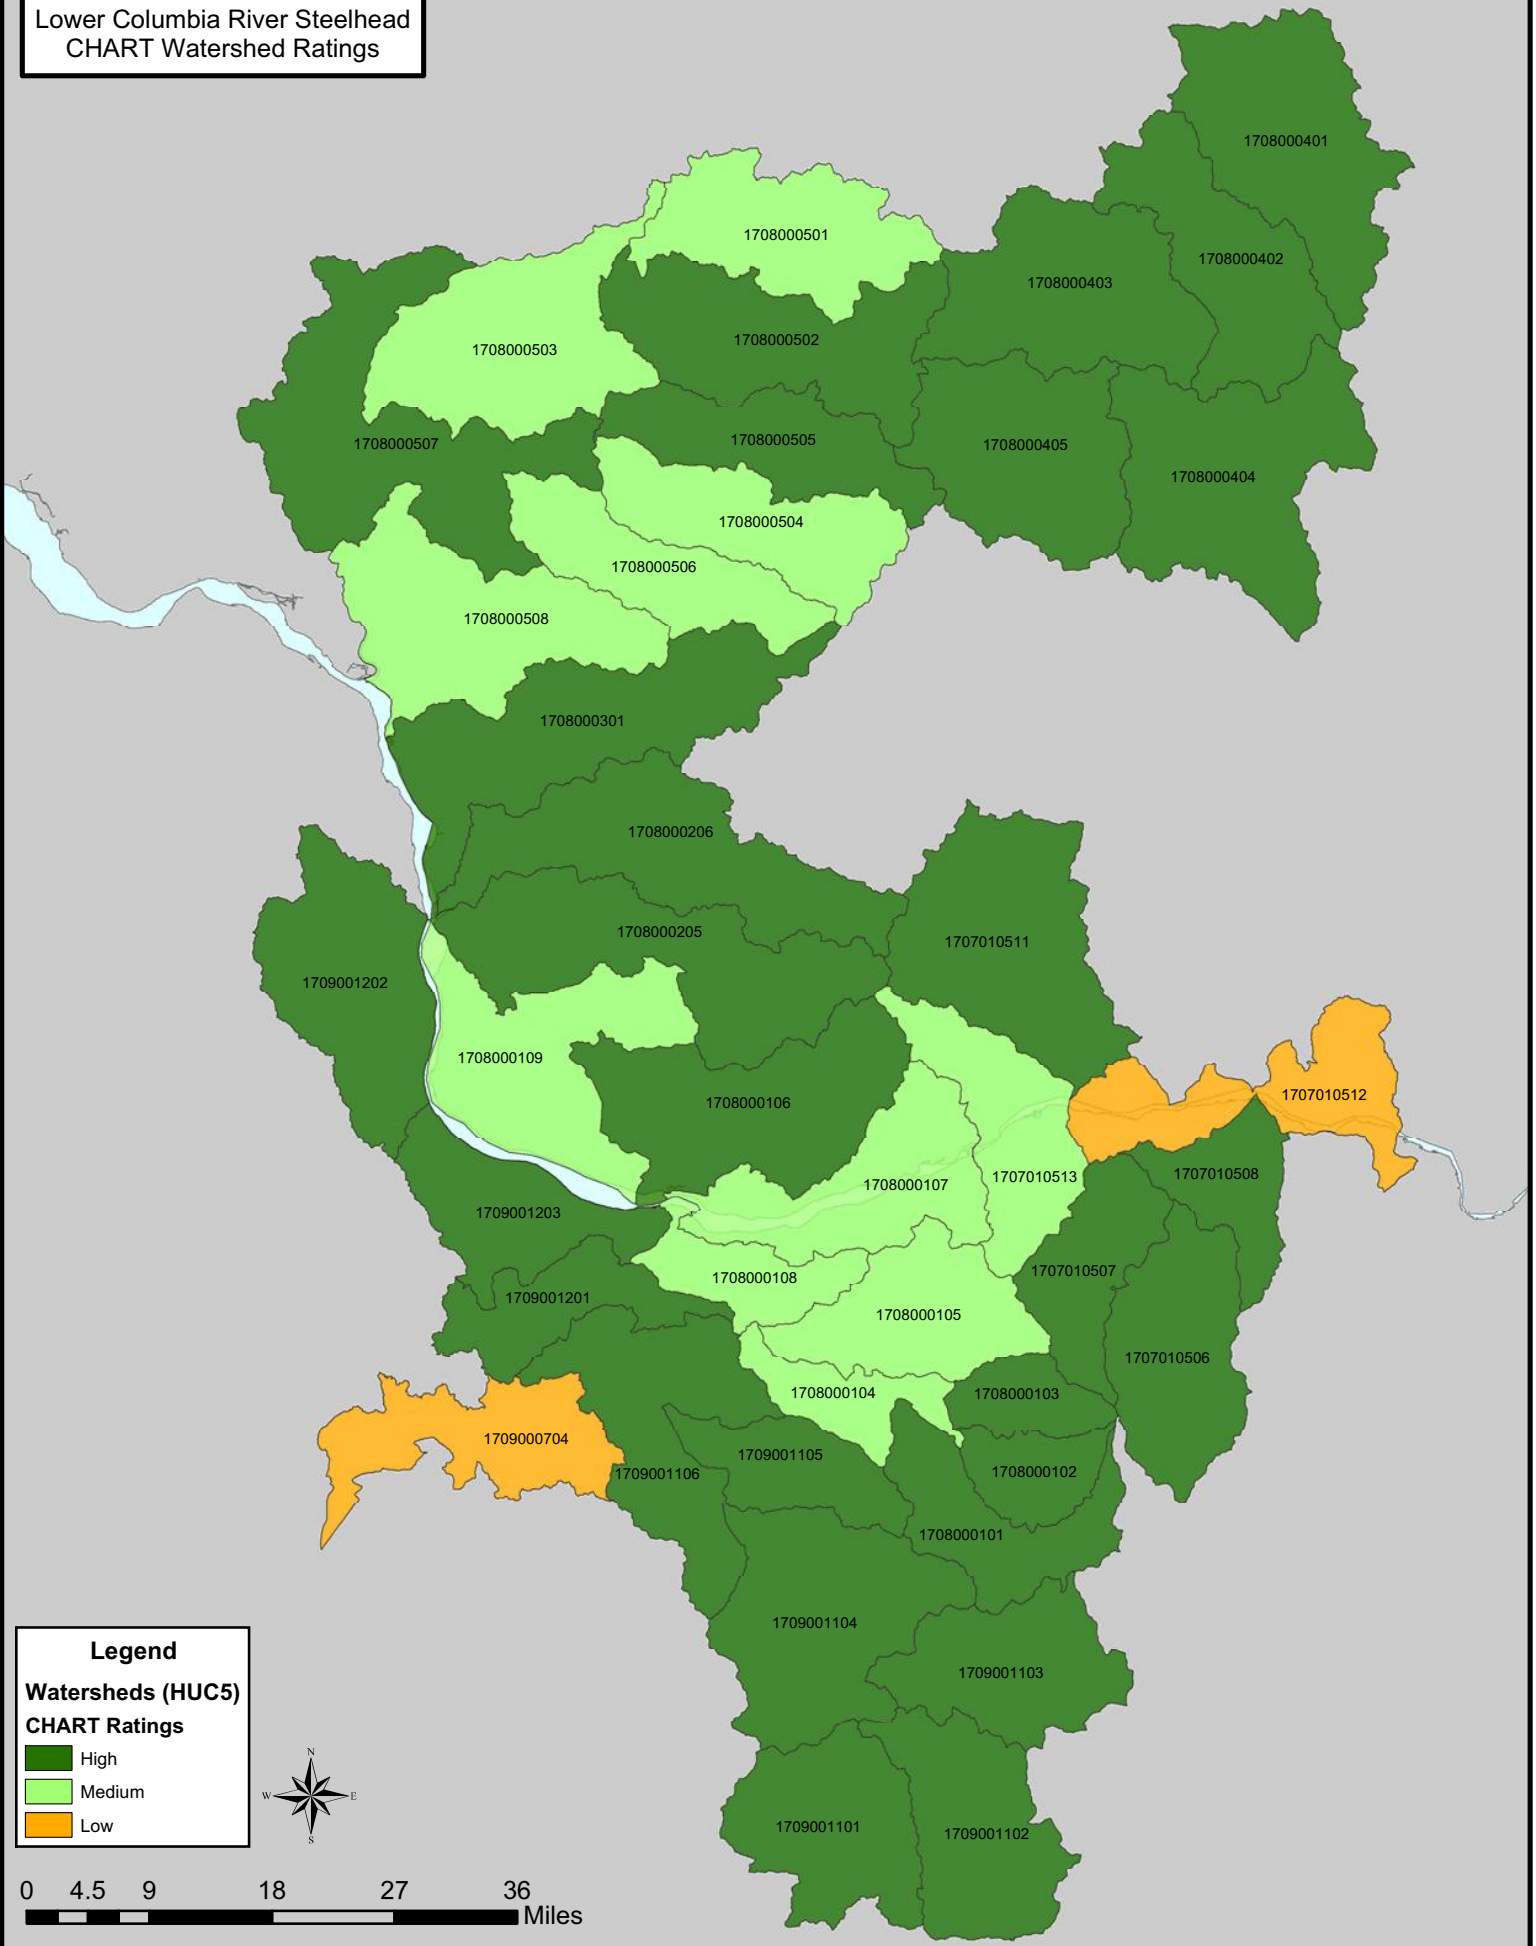 Lower Columbia River Steelhead
CHART Watershed Ratings
1708000401
1708000501
1708000402
1708000403
1708000502
1708000503
1708000505
1708000507
1708000405
1708000404
1708000504
1708000506
1708000508
1708000301
1708000206
1708000205
1707010511
1709001202
1708000109
1707010512
1708000106
1707010508
1707010513
1708000107
1709001203
1707010507
1708000108
1709001201
1708000105
1707010506
1708000104
1708000103
1709000704
1709001105
1709001106
1708000102
1708000101
1709001104
1709001103
1709001101
1709001102
Legend
Watersheds (HUC5)
CHART Ratings
High
Medium
Low
N
W
E
S
0 4.5 9 18 27 36
Miles